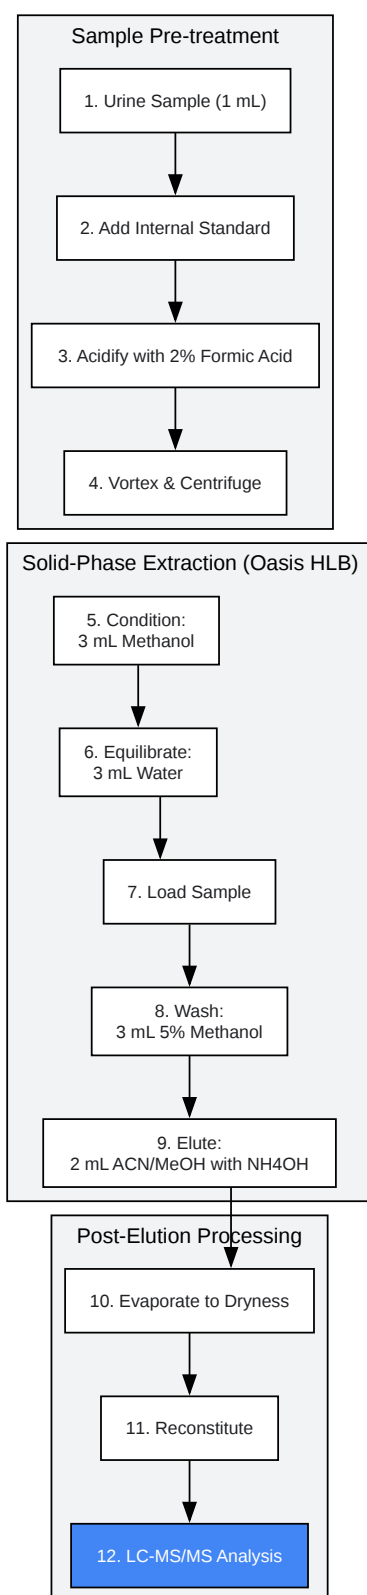 Sample Pre-treatment
1. Urine Sample (1 mL)
2. Add Internal Standard
3. Acidify with 2% Formic Acid
4. Vortex & Centrifuge
Solid-Phase Extraction (Oasis HLB)
5. Condition:
3 mL Methanol
6. Equilibrate:
3 mL Water
7. Load Sample
8. Wash:
3 mL 5% Methanol
9. Elute:
2 mL ACN/MeOH with NH4OH
Post-Elution Processing
10. Evaporate to Dryness
11. Reconstitute
12. LC-MS/MS Analysis